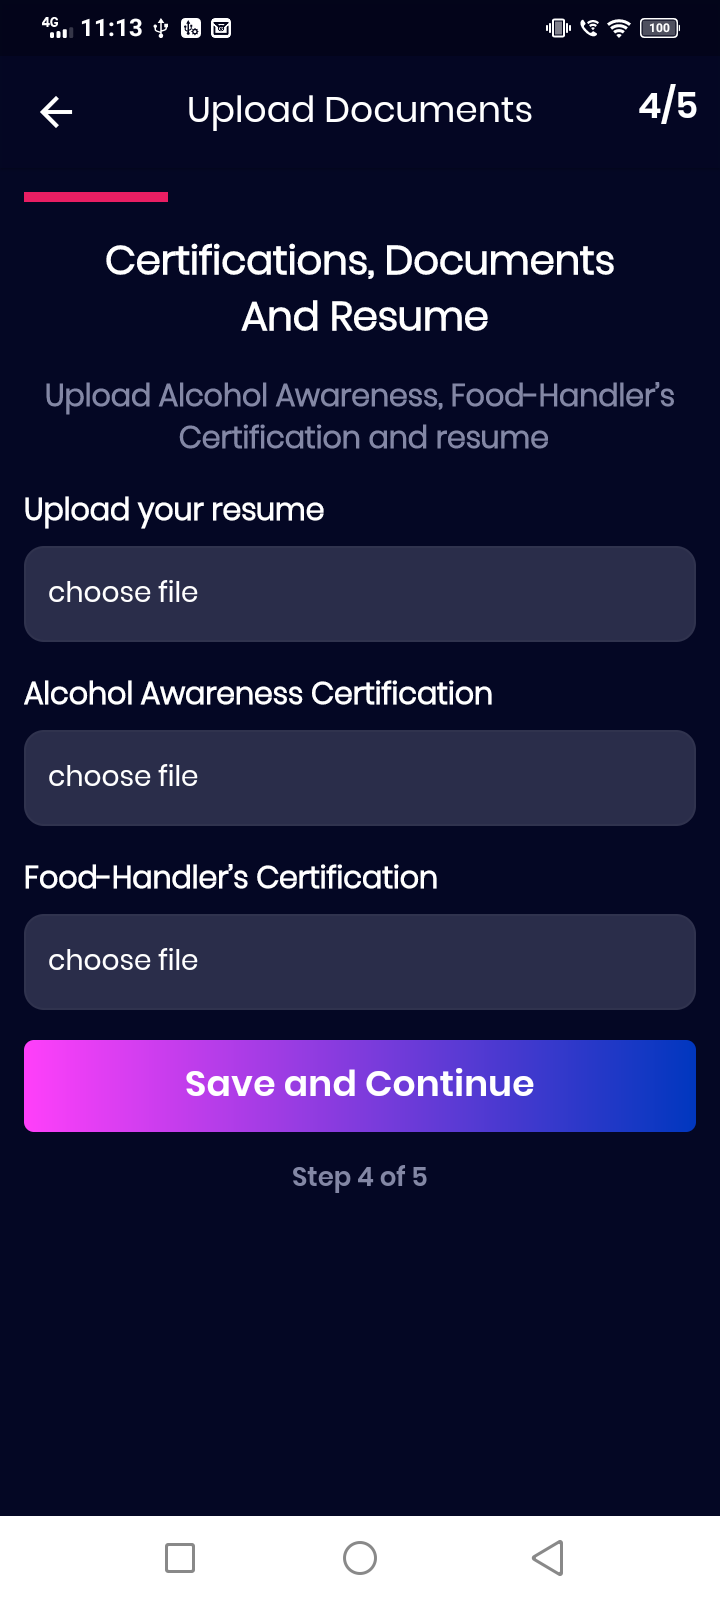 4G 11:13 100
Upload Documents 4/5
Certifications, Documents
And Resume
Upload Alcohol Awareness, Food-Handler's
Certification and resume
Upload your resume
choose file
Alcohol Awareness Certification
choose file
Food-Handler's Certification
choose file
Save and Continue
Step 4 of 5